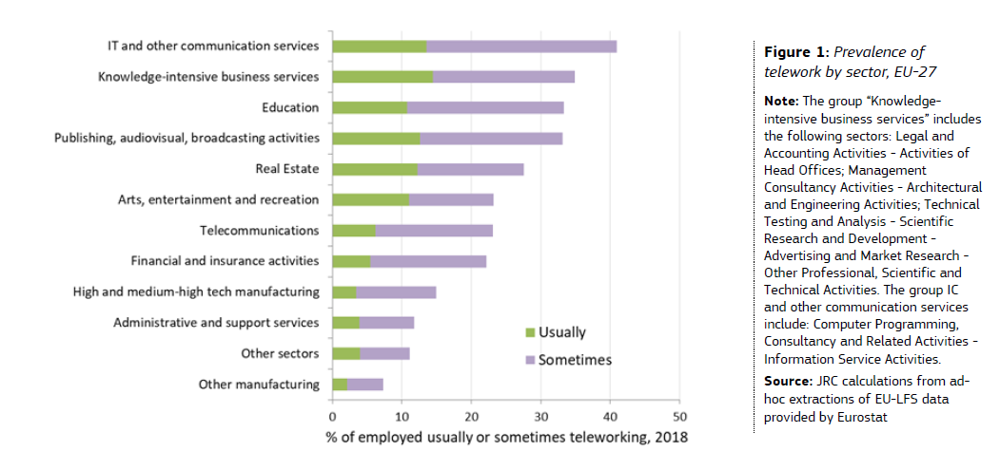 IT and other communication services
Knowledge-intensive business services
Education
Publishing, audiovisual, broadcasting activities
Real Estate
Arts, entertainment and recreation
Telecommunications
Financial and insurance activities
High and medium-high tech manufacturing
Administrative and support services
Other sectors
Other manufacturing
Usually
Sometimes
0 10 20 30 40 50
% of employed usually or sometimes teleworking, 2018
Figure 1: Prevalence of
telework by sector, EU-27
Note: The group “Knowledge-
intensive business services” includes
the following sectors: Legal and
Accounting Activities - Activities of
Head Offices; Management
Consultancy Activities - Architectural
and Engineering Activities; Technical
Testing and Analysis - Scientific
Research and Development -
Advertising and Market Research -
Other Professional, Scientific and
Technical Activities. The group IC
and other communication services
include: Computer Programming,
Consultancy and Related Activities -
Information Service Activities.
Source: JRC calculations from ad-
hoc extractions of EU-LFS data
provided by Eurostat